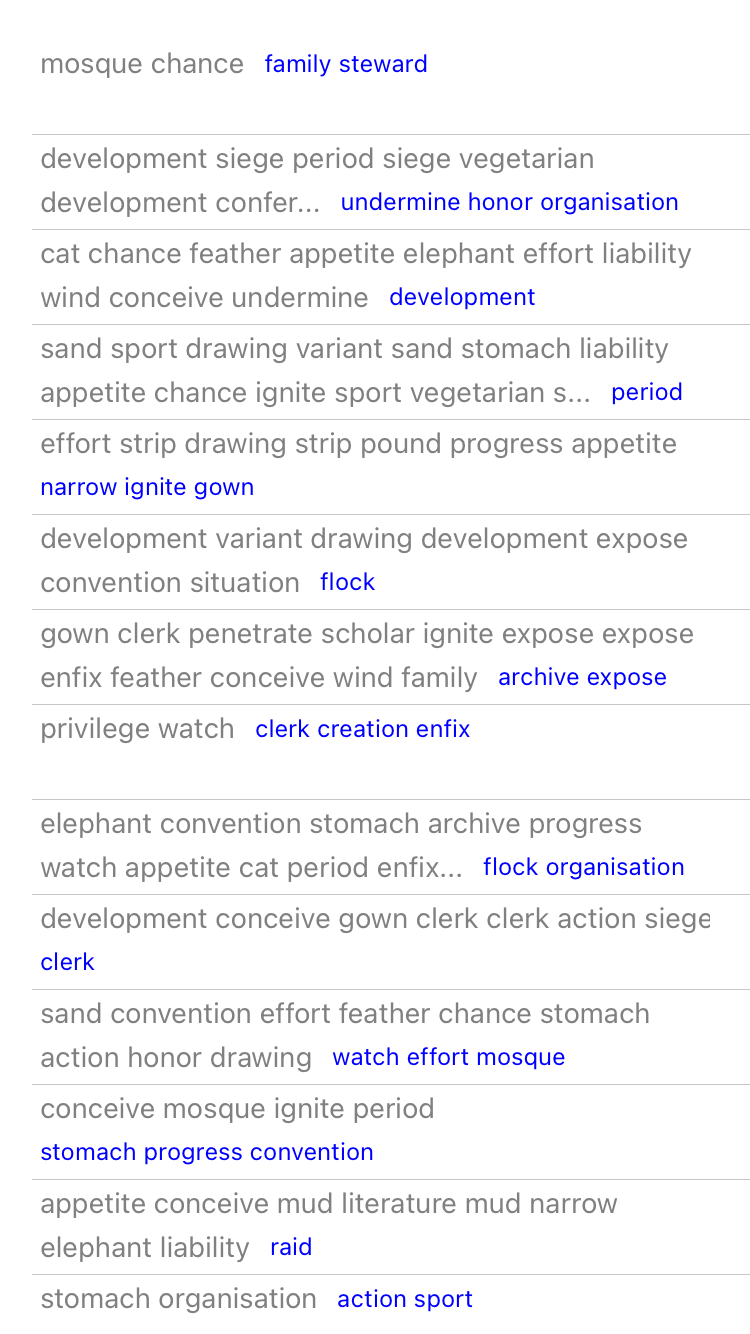 mosque chance family steward
development siege period siege vegetarian
development confer... undermine honor organisation
cat chance feather appetite elephant effort liability
wind conceive undermine development
sand sport drawing variant sand stomach liability
appetite chance ignite sport vegetarian s... period
effort strip drawing strip pound progress appetite
narrow ignite gown
development variant drawing development expose
convention situation flock
gown clerk penetrate scholar ignite expose expose
enfix feather conceive wind family archive expose
privilege watch clerk creation enfix
elephant convention stomach archive progress
watch appetite cat period enfix... flock organisation
development conceive gown clerk clerk action siege
clerk
sand convention effort feather chance stomach
action honor drawing watch effort mosque
conceive mosque ignite period
stomach progress convention
appetite conceive mud literature mud narrow
elephant liability raid
stomach organisation action sport